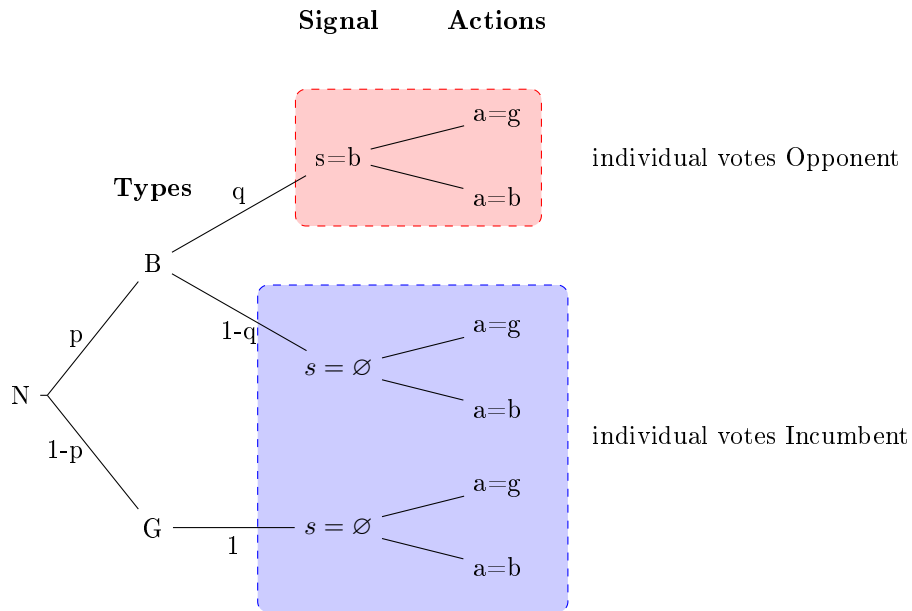 Signal Actions
a=g
s=b
individual votes Opponent
Types
q
a=b
B
a=g
p
1-q
s = ∅
N
a=b
individual votes Incumbent
1-p
a=g
G
s = ∅
1
a=b